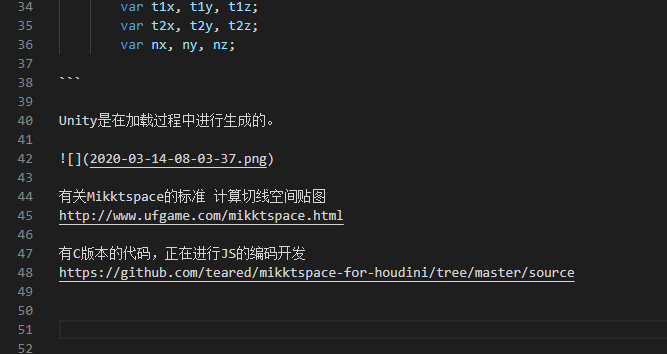 34 var t1x, t1y, t1z;
35 var t2x, t2y, t2z;
36 var nx, ny, nz;
37
38 ```
39
40 Unity是在加载过程中进行生成的。
41
42 ![](2020-03-14-08-03-37.png)
43
44 有关Mikktspace的标准 计算切线空间贴图
45 http://www.ufgame.com/mikktspace.html
46
47 有C版本的代码，正在进行JS的编码开发
48 https://github.com/teared/mikktspace-for-houdini/tree/master/source
49
50
51
52